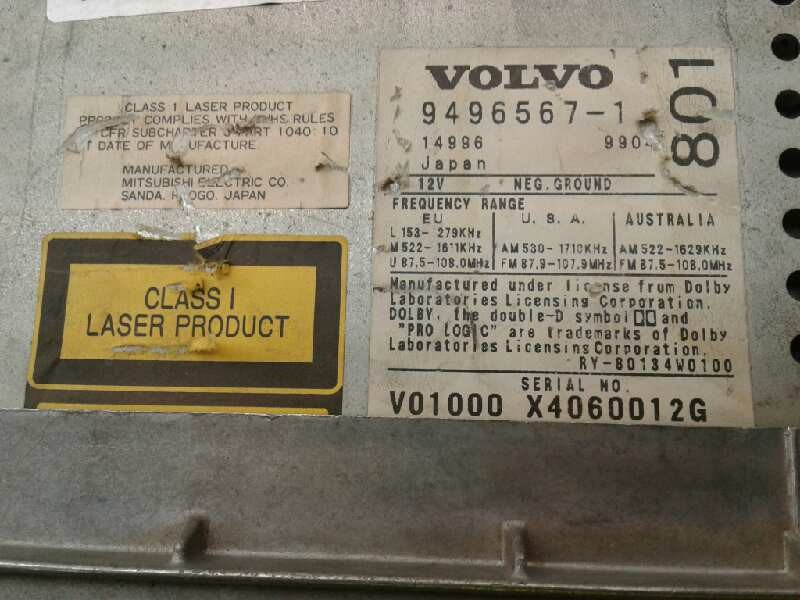 CLASS I LASER PRODUCT
COMPLIES WITH RULES
SUBCHAPTER PART 1040.10
DATE OF MANUFACTURE.
MANUFACTURED
MITSUBISHI ELECTRIC CO.
SANDA, JAPAN
CLASS I
LASER PRODUCT
VOLVO
9496567-1
14996 990
Japan
801
12V NEG. GROUND
FREQUENCY RANGE
EU U. S. A. AUSTRALIA
L 153- 279KHz
M 522- 1611KHz AM 530- 1710KHz AM 522-1629KHz
U 87.5-108.0MHz FM 87.9-107.9MHz FM 87.5-108.0MHz
Manufactured under license from Dolby
Laboratories Licensing Corporation.
DOLBY, the double-D symbol and
"PRO LOGIC" are trademarks of Dolby
Laboratories Licensing Corporation.
RY-80134W0100
SERIAL NO.
V01000 X4060012G